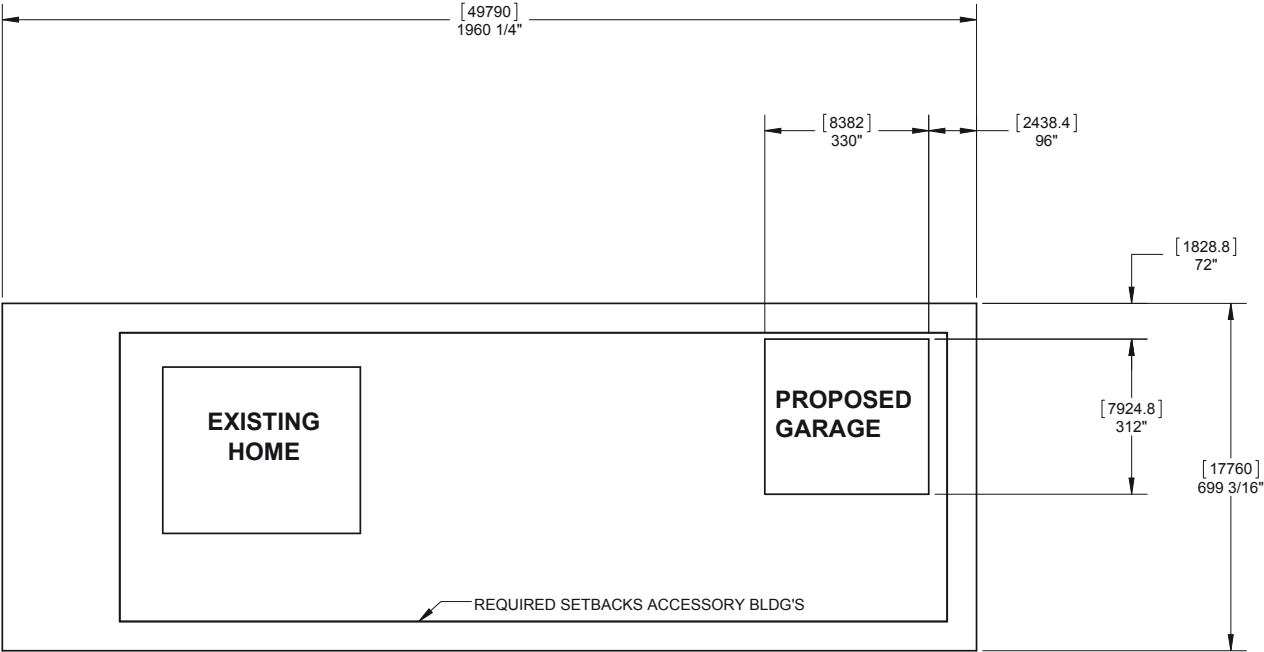 [49790]
1960 1/4"
[8382]
330"
[2438.4]
96"
[1828.8]
72"
EXISTING
HOME
PROPOSED
GARAGE
[7924.8]
312"
[17760]
699 3/16"
REQUIRED SETBACKS ACCESSORY BLDG'S